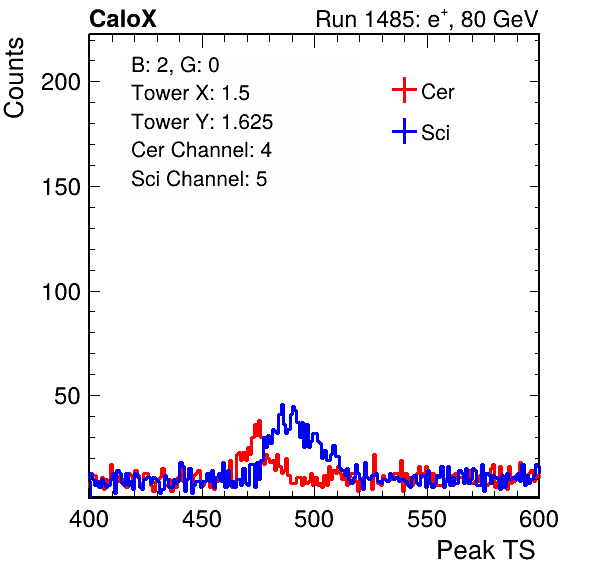 CaloX
Run 1485: e+, 80 GeV
Counts
B: 2, G: 0
Tower X: 1.5
Tower Y: 1.625
Cer Channel: 4
Sci Channel: 5
Cer
Sci
200
150
100
50
400 450 500 550 600
Peak TS